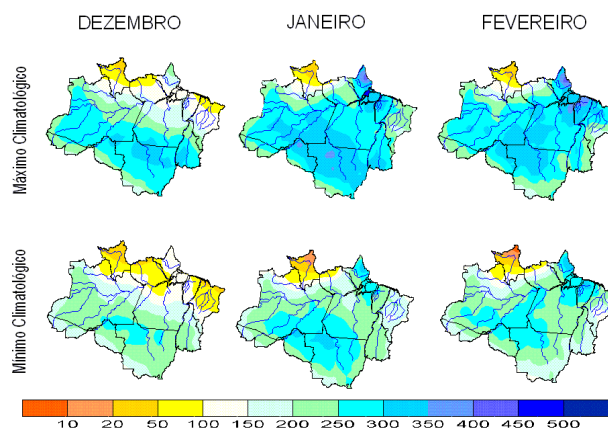 DEZEMBRO JANEIRO FEVEREIRO
Máximo Climatológico
Mínimo Climatológico
10 20 50 100 150 200 250 300 350 400 450 500